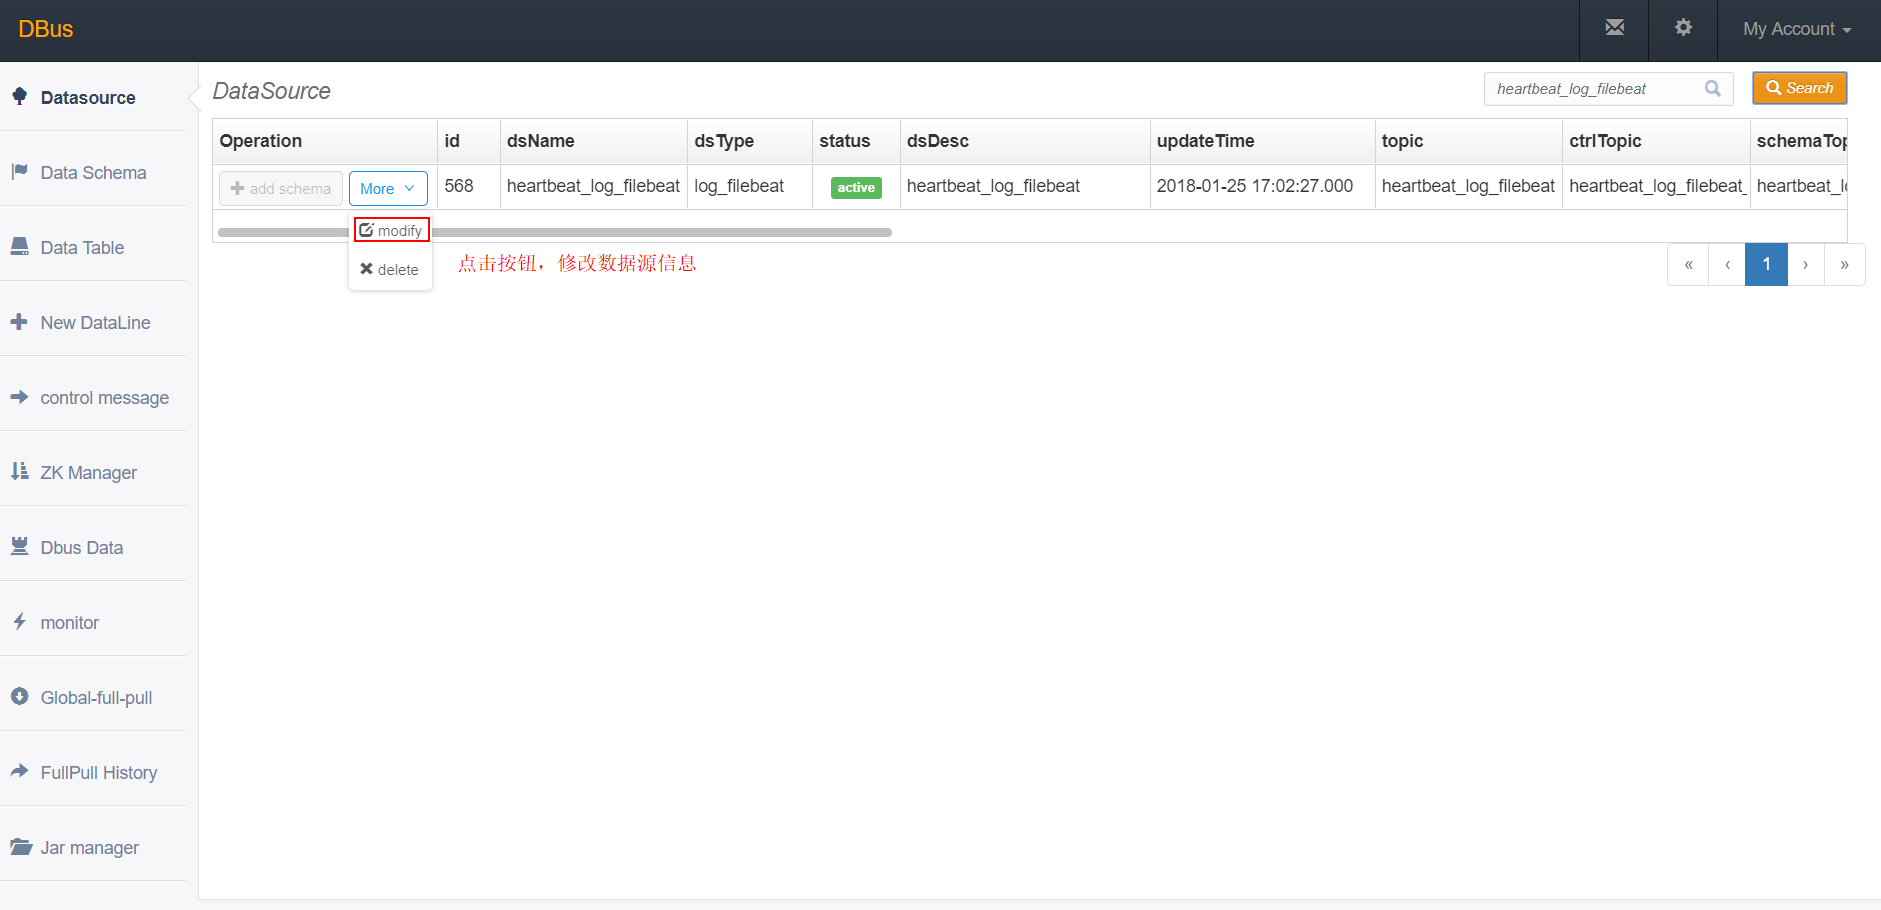 DBus
My Account
Datasource
Data Schema
Data Table
New DataLine
control message
ZK Manager
Dbus Data
monitor
Global-full-pull
FullPull History
Jar manager
DataSource
heartbeat_log_filebeat
Search
Operation id dsName dsType status dsDesc updateTime topic ctrlTopic schemaTop
add schema More 568 heartbeat_log_filebeat log_filebeat active heartbeat_log_filebeat 2018-01-25 17:02:27.000 heartbeat_log_filebeat heartbeat_log_filebeat_ heartbeat_lo
modify
delete
点击按钮，修改数据源信息
« ‹ 1 › »